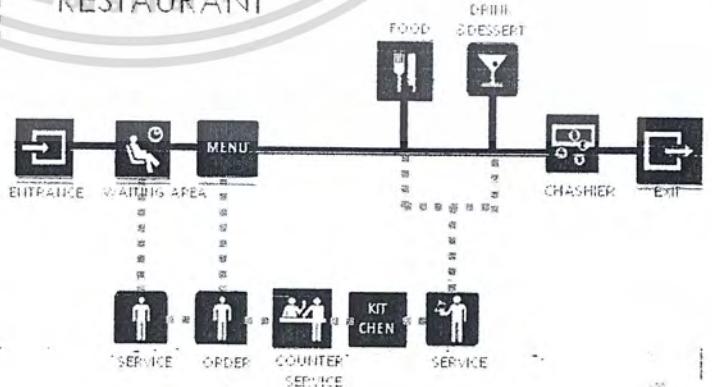 RESTAURANT
FOOD
DRINK
&DESSERT
MENU
ENTRANCE
WAITING AREA
CHASHIER
EXIT
KIT
CHEN
SERVICE
ORDER
COUNTER
SERVICE
SERVICE